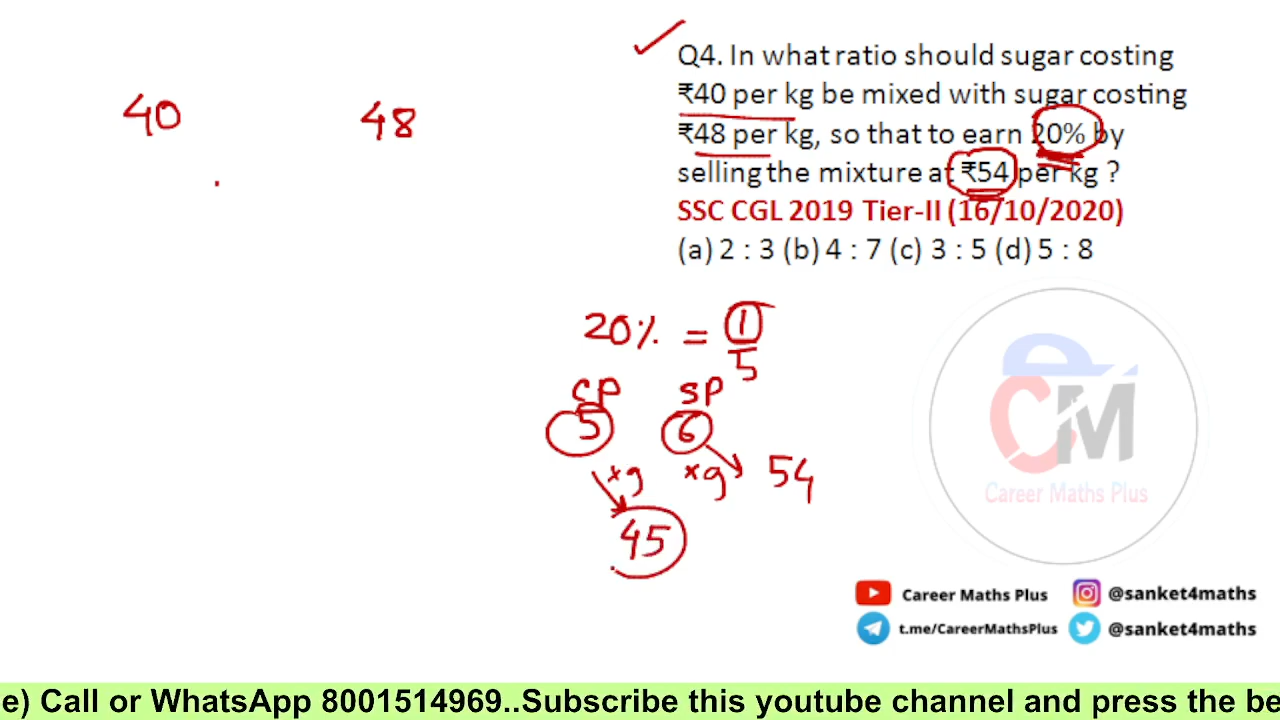 40
48
Q4. In what ratio should sugar costing
₹40 per kg be mixed with sugar costing
₹48 per kg, so that to earn 20% by
selling the mixture at ₹54 per kg ?
SSC CGL 2019 Tier-II (16/10/2020)
(a) 2 : 3 (b) 4 : 7 (c) 3 : 5 (d) 5 : 8
20% = 1/5
CP SP
5 6
×9 ×9 54
45
CM
Career Maths Plus
Career Maths Plus @sanket4maths
t.me/CareerMathsPlus @sanket4maths
e) Call or WhatsApp 8001514969..Subscribe this youtube channel and press the be